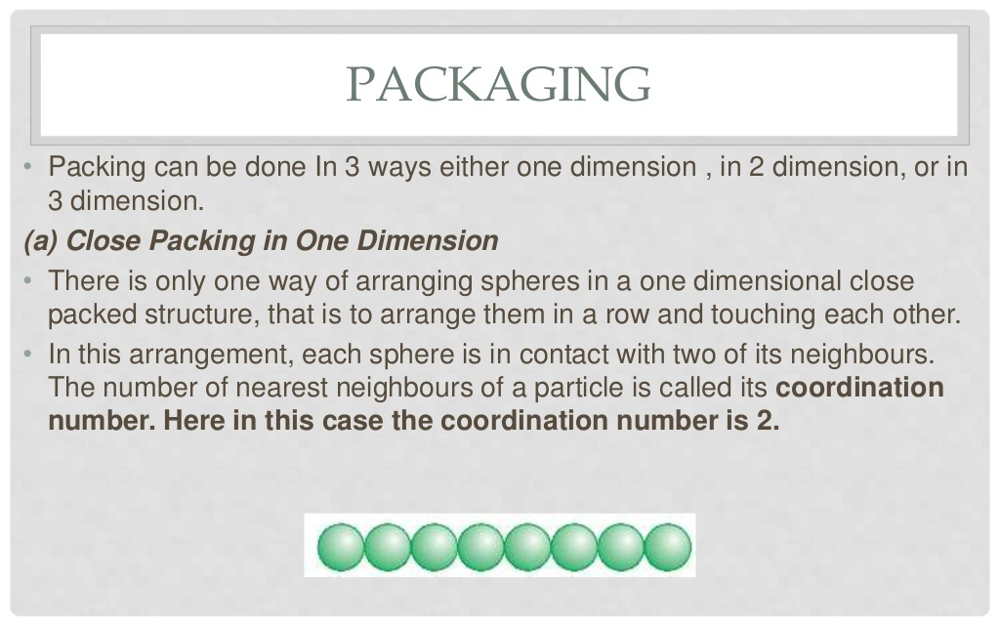 PACKAGING
• Packing can be done In 3 ways either one dimension , in 2 dimension, or in
3 dimension.
(a) Close Packing in One Dimension
• There is only one way of arranging spheres in a one dimensional close
packed structure, that is to arrange them in a row and touching each other.
• In this arrangement, each sphere is in contact with two of its neighbours.
The number of nearest neighbours of a particle is called its coordination
number. Here in this case the coordination number is 2.